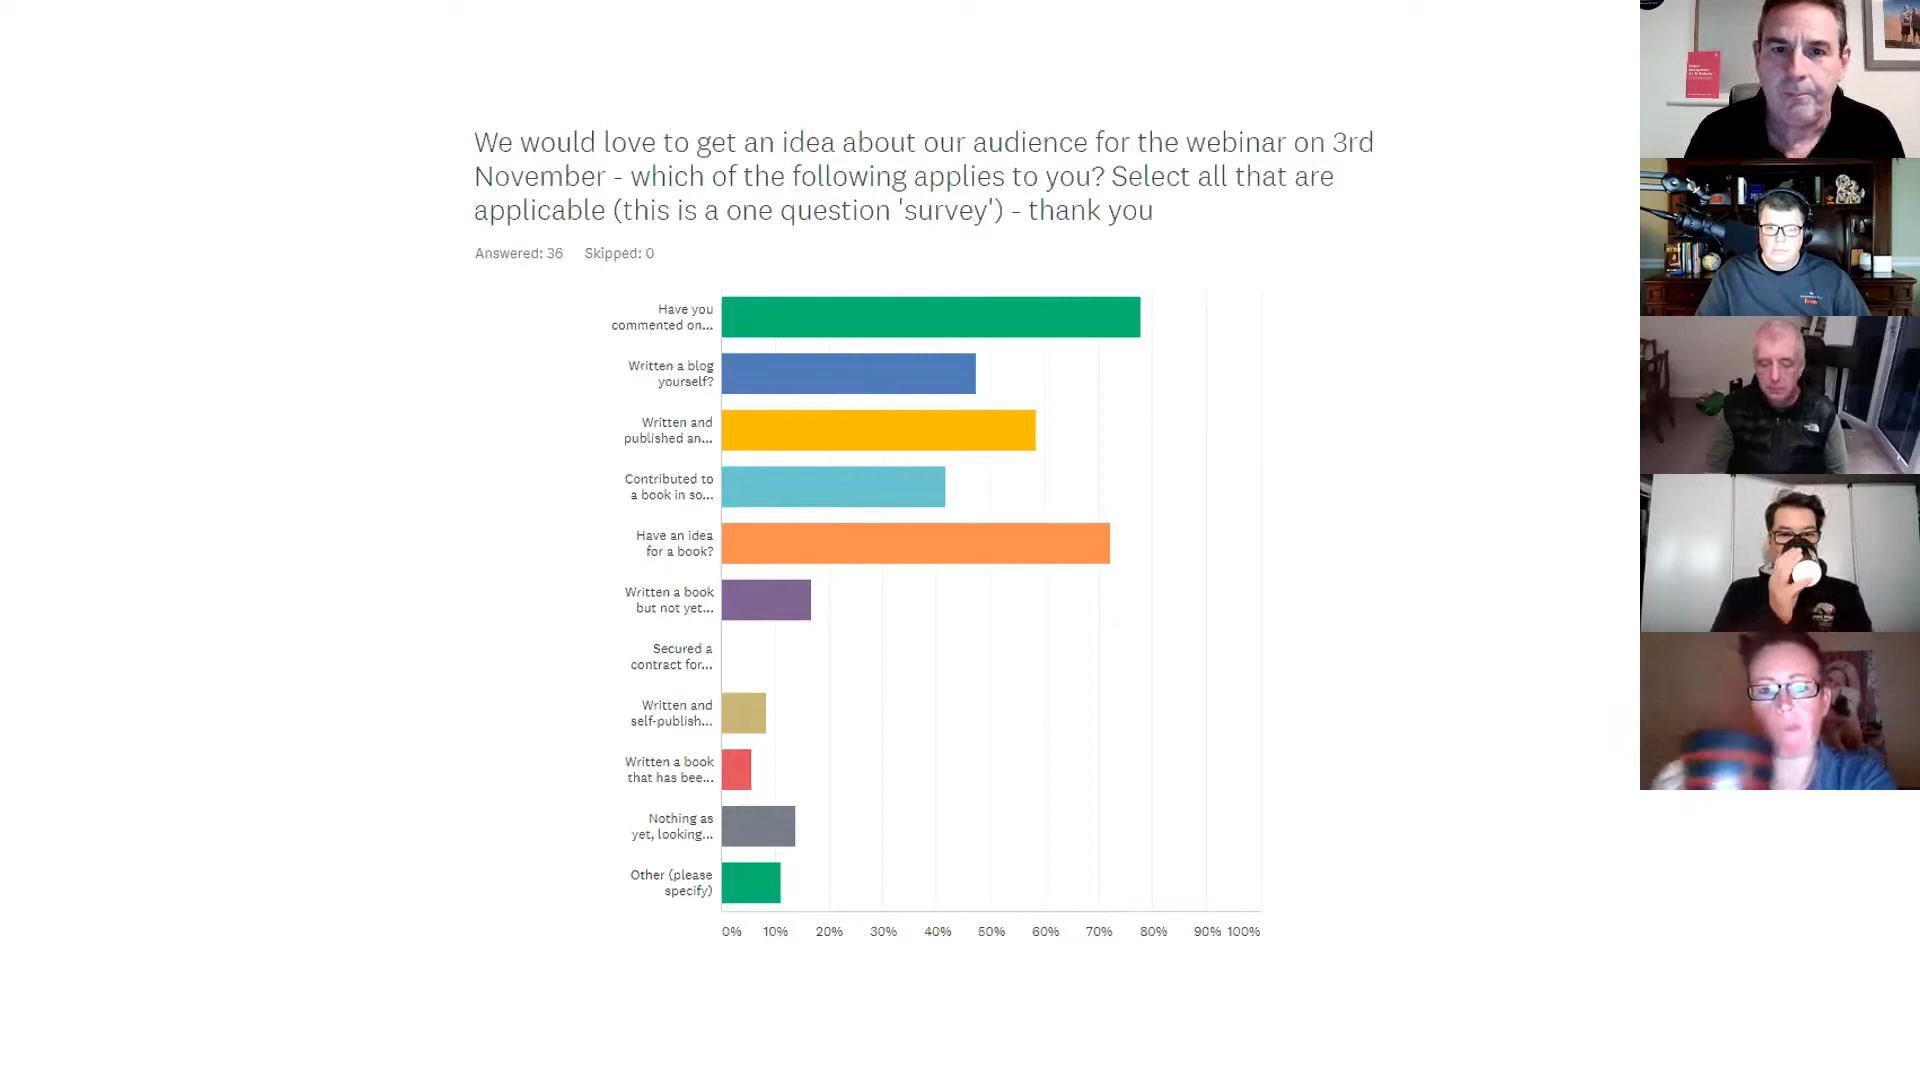 We would love to get an idea about our audience for the webinar on 3rd
November - which of the following applies to you? Select all that are
applicable (this is a one question 'survey') - thank you
Answered: 36 Skipped: 0
Have you
commented on...
Written a blog
yourself?
Written and
published an...
Contributed to
a book in so...
Have an idea
for a book?
Written a book
but not yet...
Secured a
contract for...
Written and
self-publish...
Written a book
that has bee...
Nothing as
yet, looking...
Other (please
specify)
0% 10% 20% 30% 40% 50% 60% 70% 80% 90% 100%